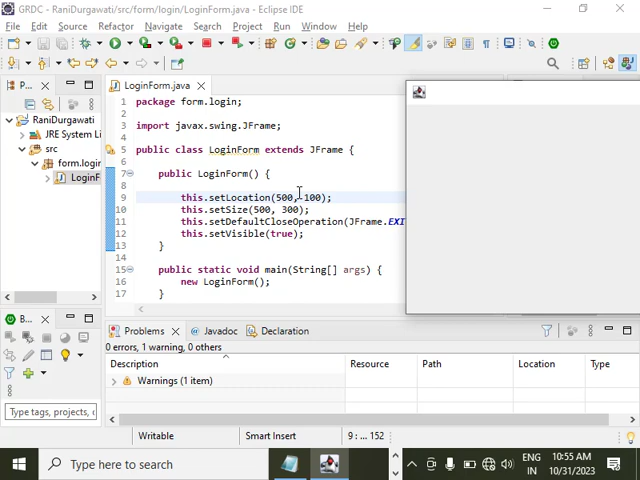 GRDC - RaniDurgawati/src/form/login/LoginForm.java - Eclipse IDE
File Edit Source Refactor Navigate Search Project Run Window Help
P...
LoginForm.java
RaniDurgawati
JRE System Li
src
form.login
LoginF
1 package form.login;
2
3 import javax.swing.JFrame;
4
5 public class LoginForm extends JFrame {
6
7 public LoginForm() {
8
9 this.setLocation(500, 100);
10 this.setSize(500, 300);
11 this.setDefaultCloseOperation(JFrame.EXI
12 this.setVisible(true);
13 }
14
15 public static void main(String[] args) {
16 new LoginForm();
17 }
B...
Type tags, projects, o
Problems Javadoc Declaration
0 errors, 1 warning, 0 others
Description Resource Path Location Type
Warnings (1 item)
Writable Smart Insert 9 : ... 152
Type here to search
ENG
IN
10:55 AM
10/31/2023